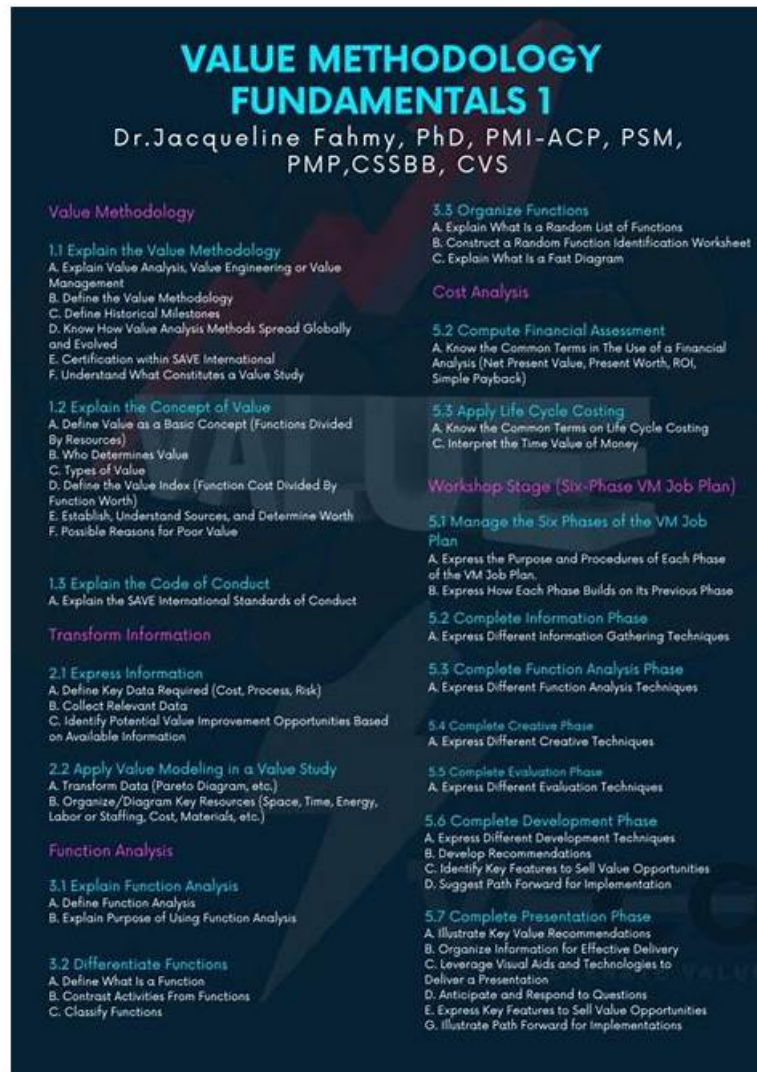 VALUE METHODOLOGY
FUNDAMENTALS 1
Dr.Jacqueline Fahmy, PhD, PMI-ACP, PSM,
PMP,CSSBB, CVS
Value Methodology
1.1 Explain the Value Methodology
A. Explain Value Analysis, Value Engineering or Value
Management
B. Define the Value Methodology
C. Define Historical Milestones
D. Know How Value Analysis Methods Spread Globally
and Evolved
E. Certification within SAVE International
F. Understand What Constitutes a Value Study
1.2 Explain the Concept of Value
A. Define Value as a Basic Concept (Functions Divided
By Resources)
B. Who Determines Value
C. Types of Value
D. Define the Value Index (Function Cost Divided By
Function Worth)
E. Establish, Understand Sources, and Determine Worth
F. Possible Reasons for Poor Value
1.3 Explain the Code of Conduct
A. Explain the SAVE International Standards of Conduct
Transform Information
2.1 Express Information
A. Define Key Data Required (Cost, Process, Risk)
B. Collect Relevant Data
C. Identify Potential Value Improvement Opportunities Based
on Available Information
2.2 Apply Value Modeling in a Value Study
A. Transform Data (Pareto Diagram, etc.)
B. Organize/Diagram Key Resources (Space, Time, Energy,
Labor or Staffing, Cost, Materials, etc.)
Function Analysis
3.1 Explain Function Analysis
A. Define Function Analysis
B. Explain Purpose of Using Function Analysis
3.2 Differentiate Functions
A. Define What Is a Function
B. Contrast Activities From Functions
C. Classify Functions
3.3 Organize Functions
A. Explain What Is a Random List of Functions
B. Construct a Random Function Identification Worksheet
C. Explain What Is a Fast Diagram
Cost Analysis
5.2 Compute Financial Assessment
A. Know the Common Terms in The Use of a Financial
Analysis (Net Present Value, Present Worth, ROI,
Simple Payback)
5.3 Apply Life Cycle Costing
A. Know the Common Terms on Life Cycle Costing
C. Interpret the Time Value of Money
Workshop Stage (Six-Phase VM Job Plan)
5.1 Manage the Six Phases of the VM Job
Plan
A. Express the Purpose and Procedures of Each Phase
of the VM Job Plan.
B. Express How Each Phase Builds on Its Previous Phase
5.2 Complete Information Phase
A. Express Different Information Gathering Techniques
5.3 Complete Function Analysis Phase
A. Express Different Function Analysis Techniques
5.4 Complete Creative Phase
A. Express Different Creative Techniques
5.5 Complete Evaluation Phase
A. Express Different Evaluation Techniques
5.6 Complete Development Phase
A. Express Different Development Techniques
B. Develop Recommendations
C. Identify Key Features to Sell Value Opportunities
D. Suggest Path Forward for Implementation
5.7 Complete Presentation Phase
A. Illustrate Key Value Recommendations
B. Organize Information for Effective Delivery
C. Leverage Visual Aids and Technologies to
Deliver a Presentation
D. Anticipate and Respond to Questions
E. Express Key Features to Sell Value Opportunities
G. Illustrate Path Forward for Implementations
VALUE